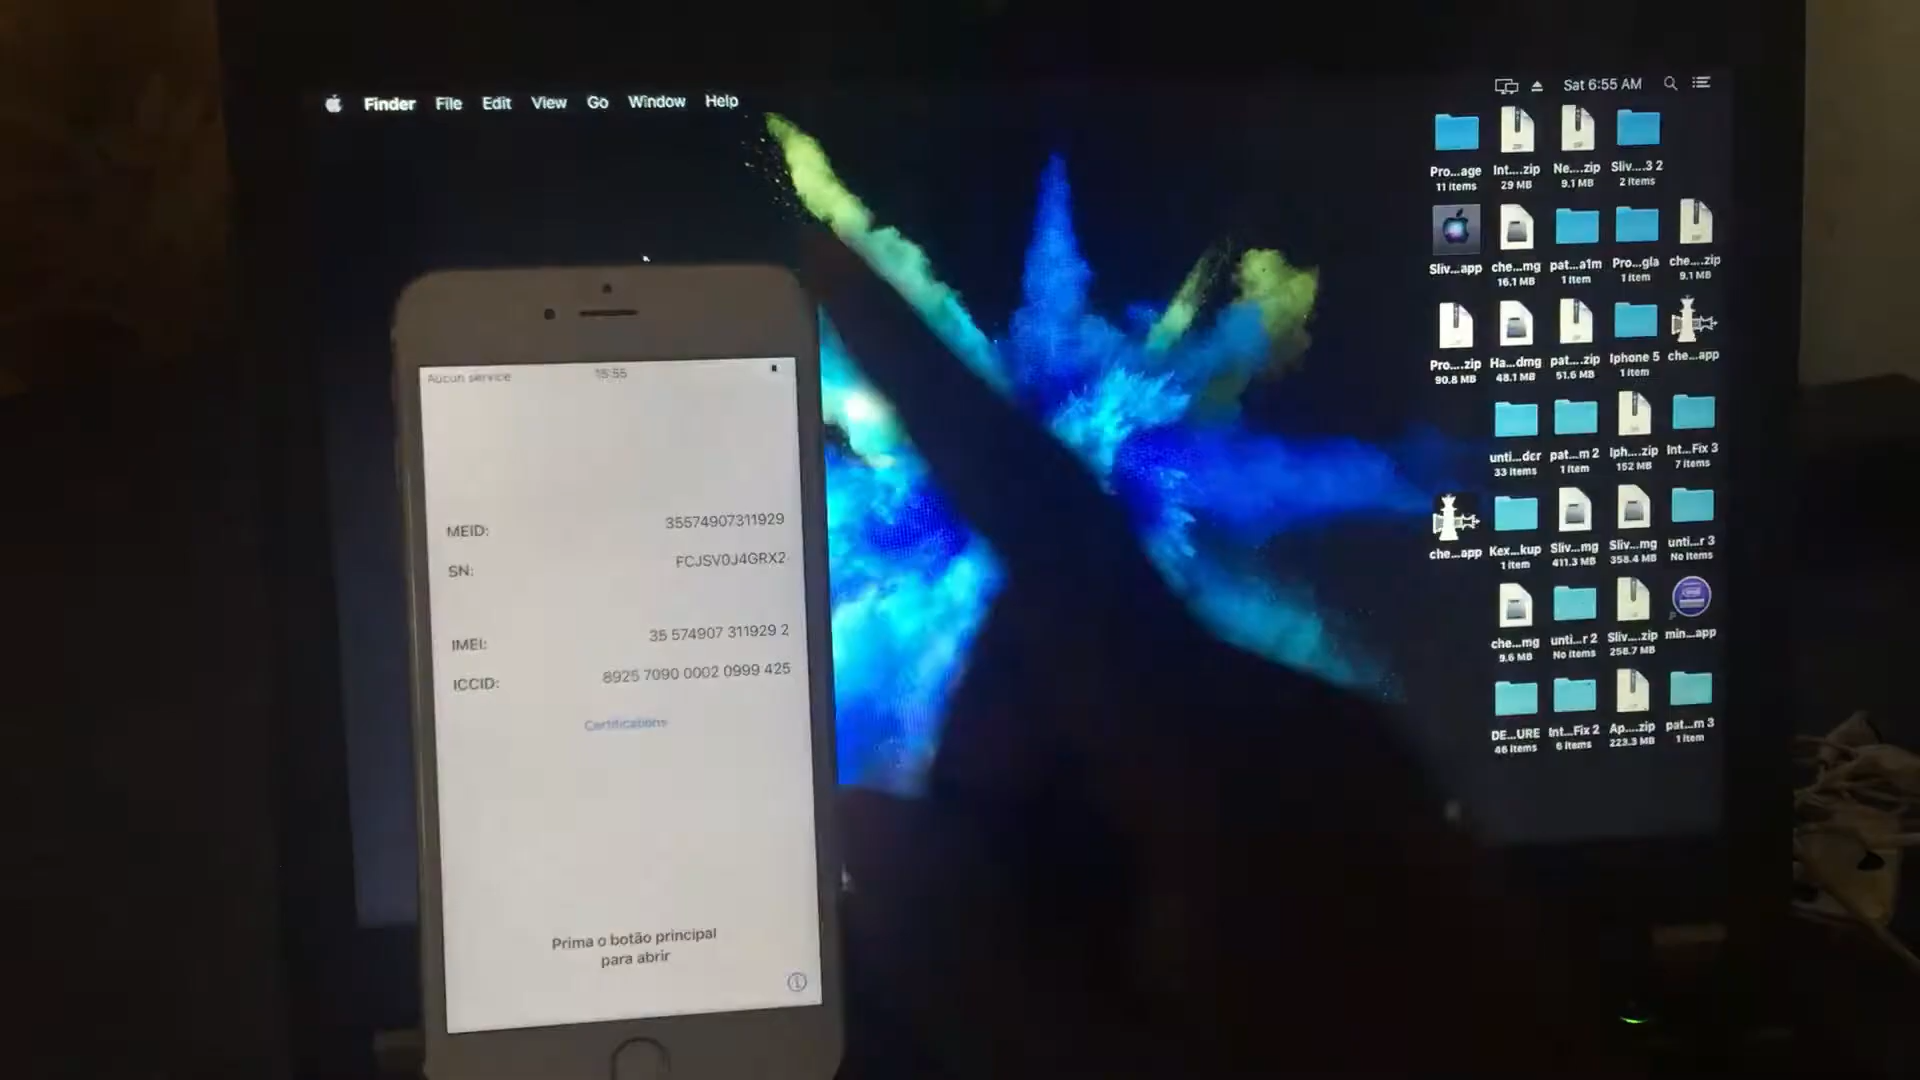 Finder File Edit View Go Window Help
Sat 6:55 AM
Pro...age
11 items
Int....zip
29 MB
Ne....zip
9.1 MB
Sliv....3 2
2 items
Sliv...app
che...mg
16.1 MB
pat...a1m
1 item
Pro...gla
1 item
che....zip
9.1 MB
Pro....zip
90.8 MB
Ha...dmg
48.1 MB
pat....zip
51.6 MB
Iphone 5
1 item
che...app
unti...dcr
33 items
pat...m 2
1 item
Iph....zip
152 MB
Int...Fix 3
7 items
che...app
Kex...kup
1 item
Sliv...mg
411.3 MB
Sliv...mg
358.4 MB
unti...r 3
No items
che...mg
9.6 MB
unti...r 2
No items
Sliv....zip
258.7 MB
min...app
DE...URE
46 items
Int...Fix 2
6 items
Ap....zip
223.3 MB
pat...m 3
1 item
Aucun service 15:55
MEID: 35574907311929
SN: FCJSV0J4GRX2
IMEI: 35 574907 311929 2
ICCID: 8925 7090 0002 0999 425
Certifications
Prima o botão principal
para abrir